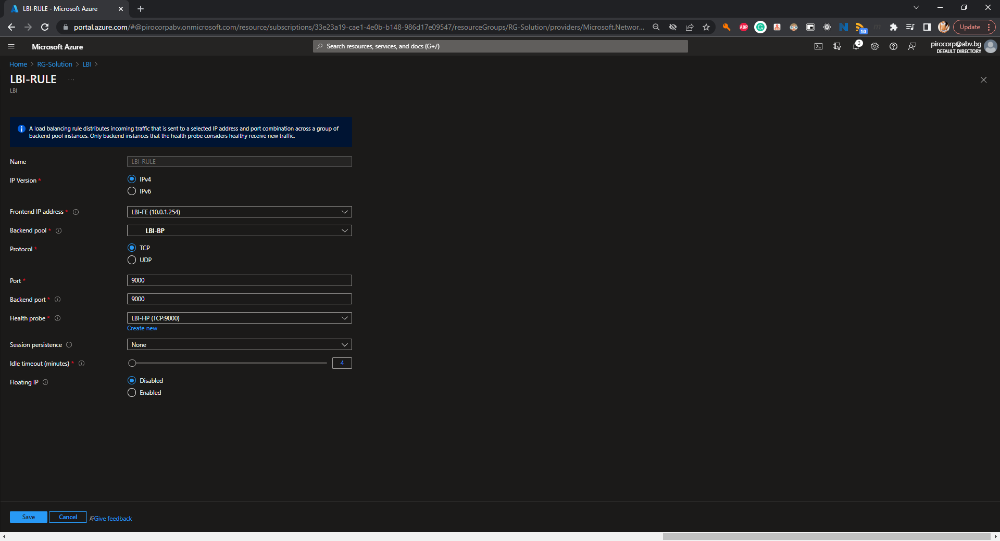 LBI-RULE - Microsoft Azure
portal.azure.com/#@pirocorpabv.onmicrosoft.com/resource/subscriptions/33e23a19-cae1-4e0b-b148-986d17e09547/resourceGroups/RG-Solution/providers/Microsoft.Networ...
ABP
10
Update
Microsoft Azure
Search resources, services, and docs (G+/)
3
pirocorp@abv.bg
DEFAULT DIRECTORY
Home > RG-Solution > LBI >
LBI-RULE ...
LBI
A load balancing rule distributes incoming traffic that is sent to a selected IP address and port combination across a group of
backend pool instances. Only backend instances that the health probe considers healthy receive new traffic.
Name
LBI-RULE
IP Version *
IPv4
IPv6
Frontend IP address *
LBI-FE (10.0.1.254)
Backend pool *
LBI-BP
Protocol *
TCP
UDP
Port *
9000
Backend port *
9000
Health probe *
LBI-HP (TCP:9000)
Create new
Session persistence
None
Idle timeout (minutes) *
4
Floating IP
Disabled
Enabled
Save
Cancel
Give feedback